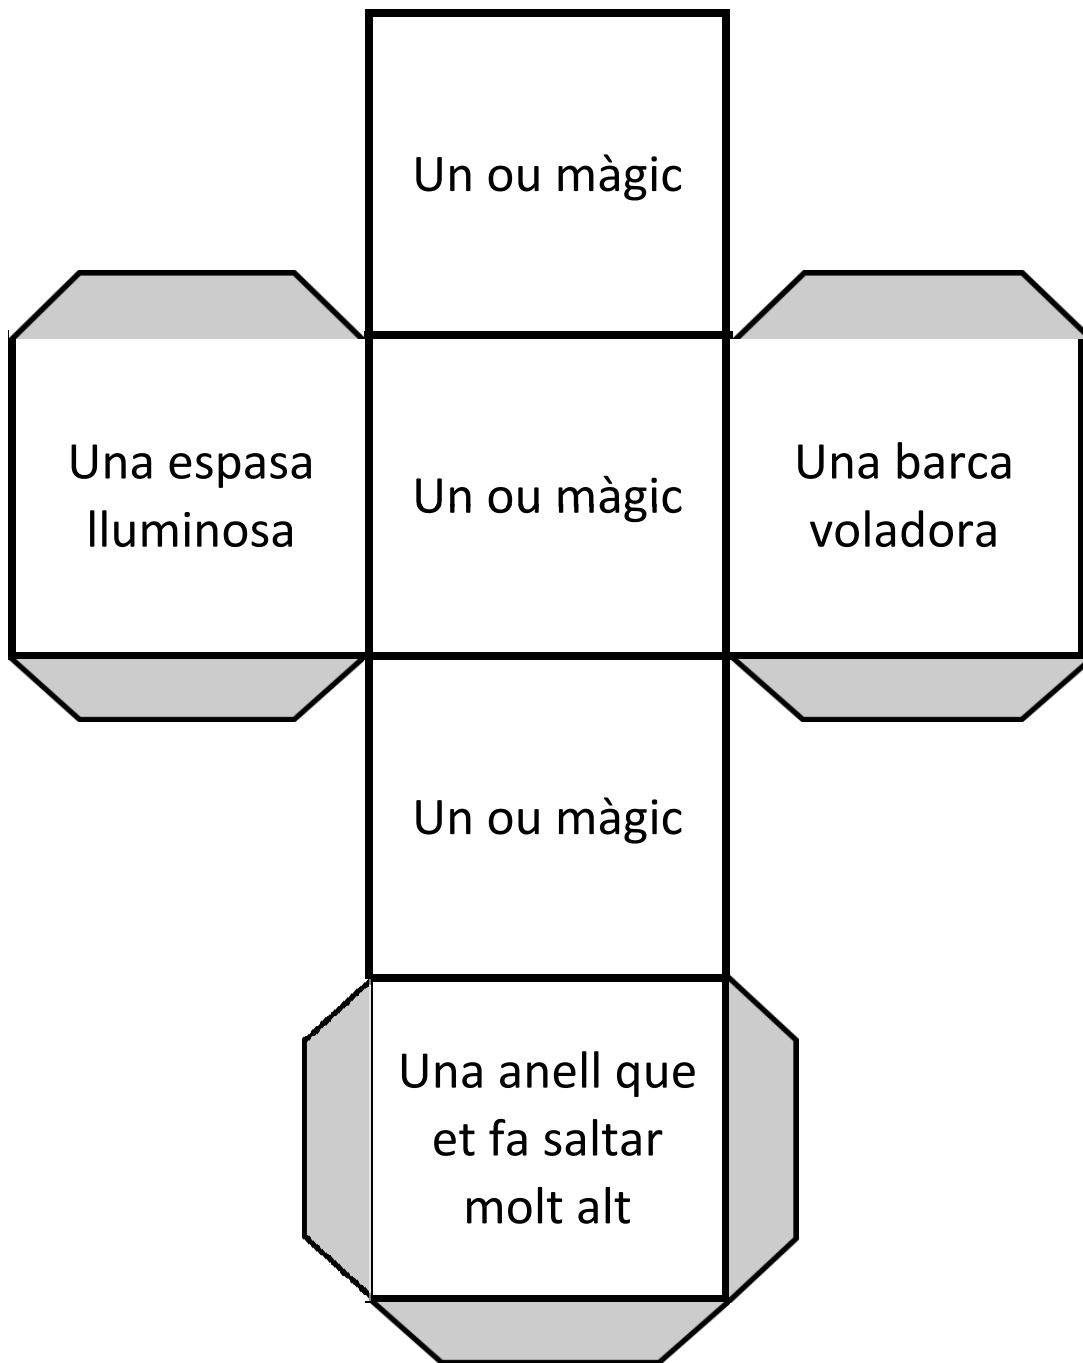 Un ou màgic
Una espasa
lluminosa
Un ou màgic
Una barca
voladora
Un ou màgic
Una anell que
et fa saltar
molt alt